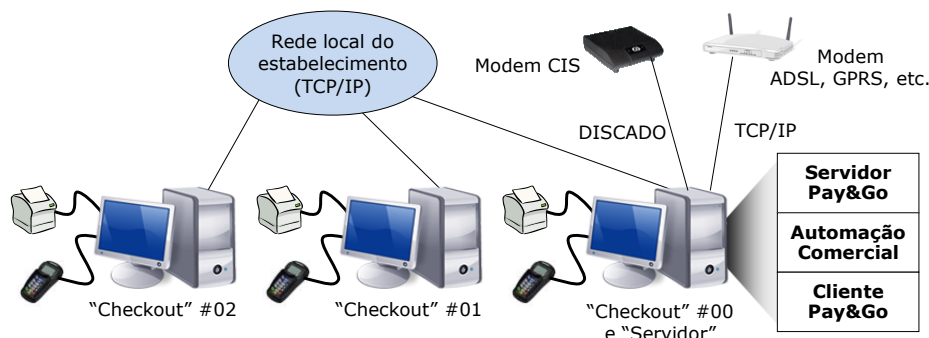 Rede local do
estabelecimento
(TCP/IP)
Modem CIS
Modem
ADSL, GPRS, etc.
DISCADO
TCP/IP
Servidor
Pay&Go
Automação
Comercial
Cliente
Pay&Go
“Checkout” #02
“Checkout” #01
“Checkout” #00
e “Servidor”